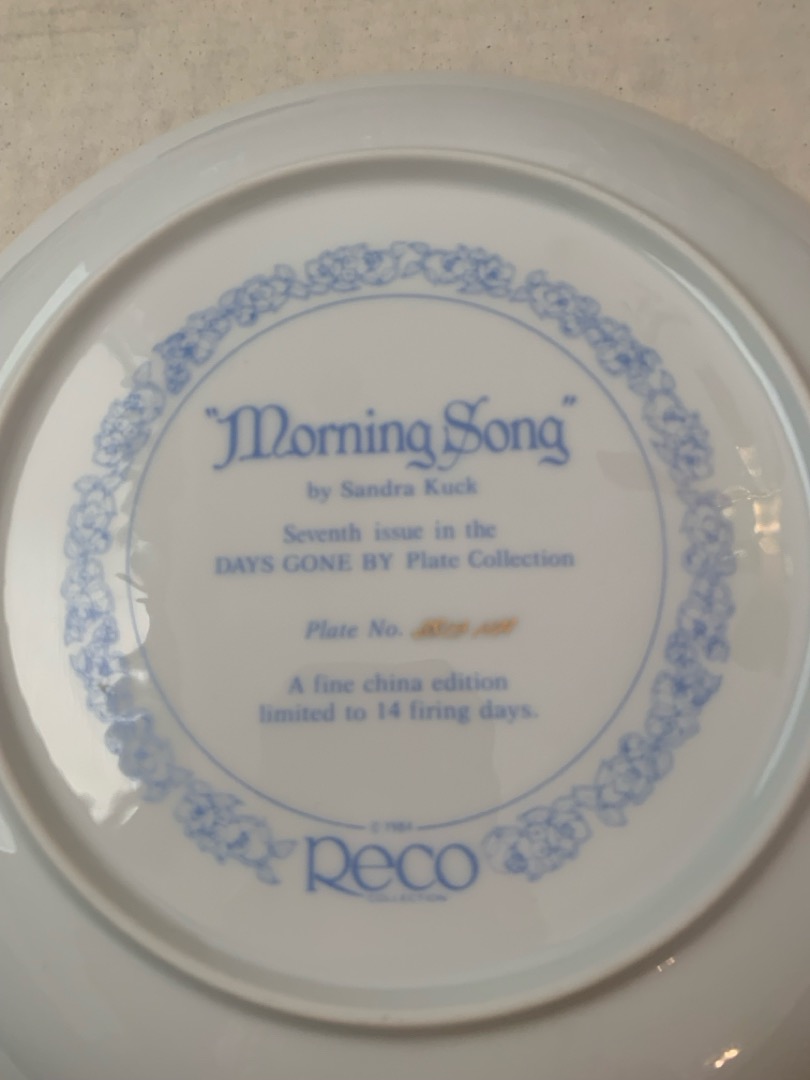 "Morning Song"
by Sandra Kuck
Seventh issue in the
DAYS GONE BY Plate Collection
Plate No.
A fine china edition
limited to 14 firing days.
Reco
COLLECTION